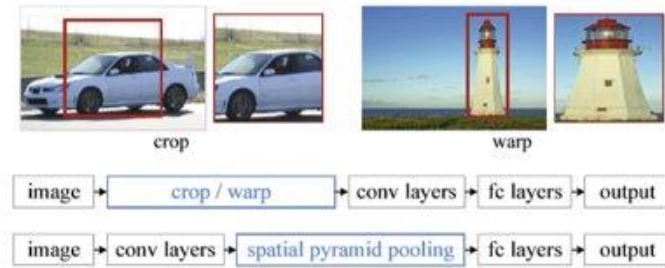 crop warp
image crop / warp conv layers fc layers output
image conv layers spatial pyramid pooling fc layers output